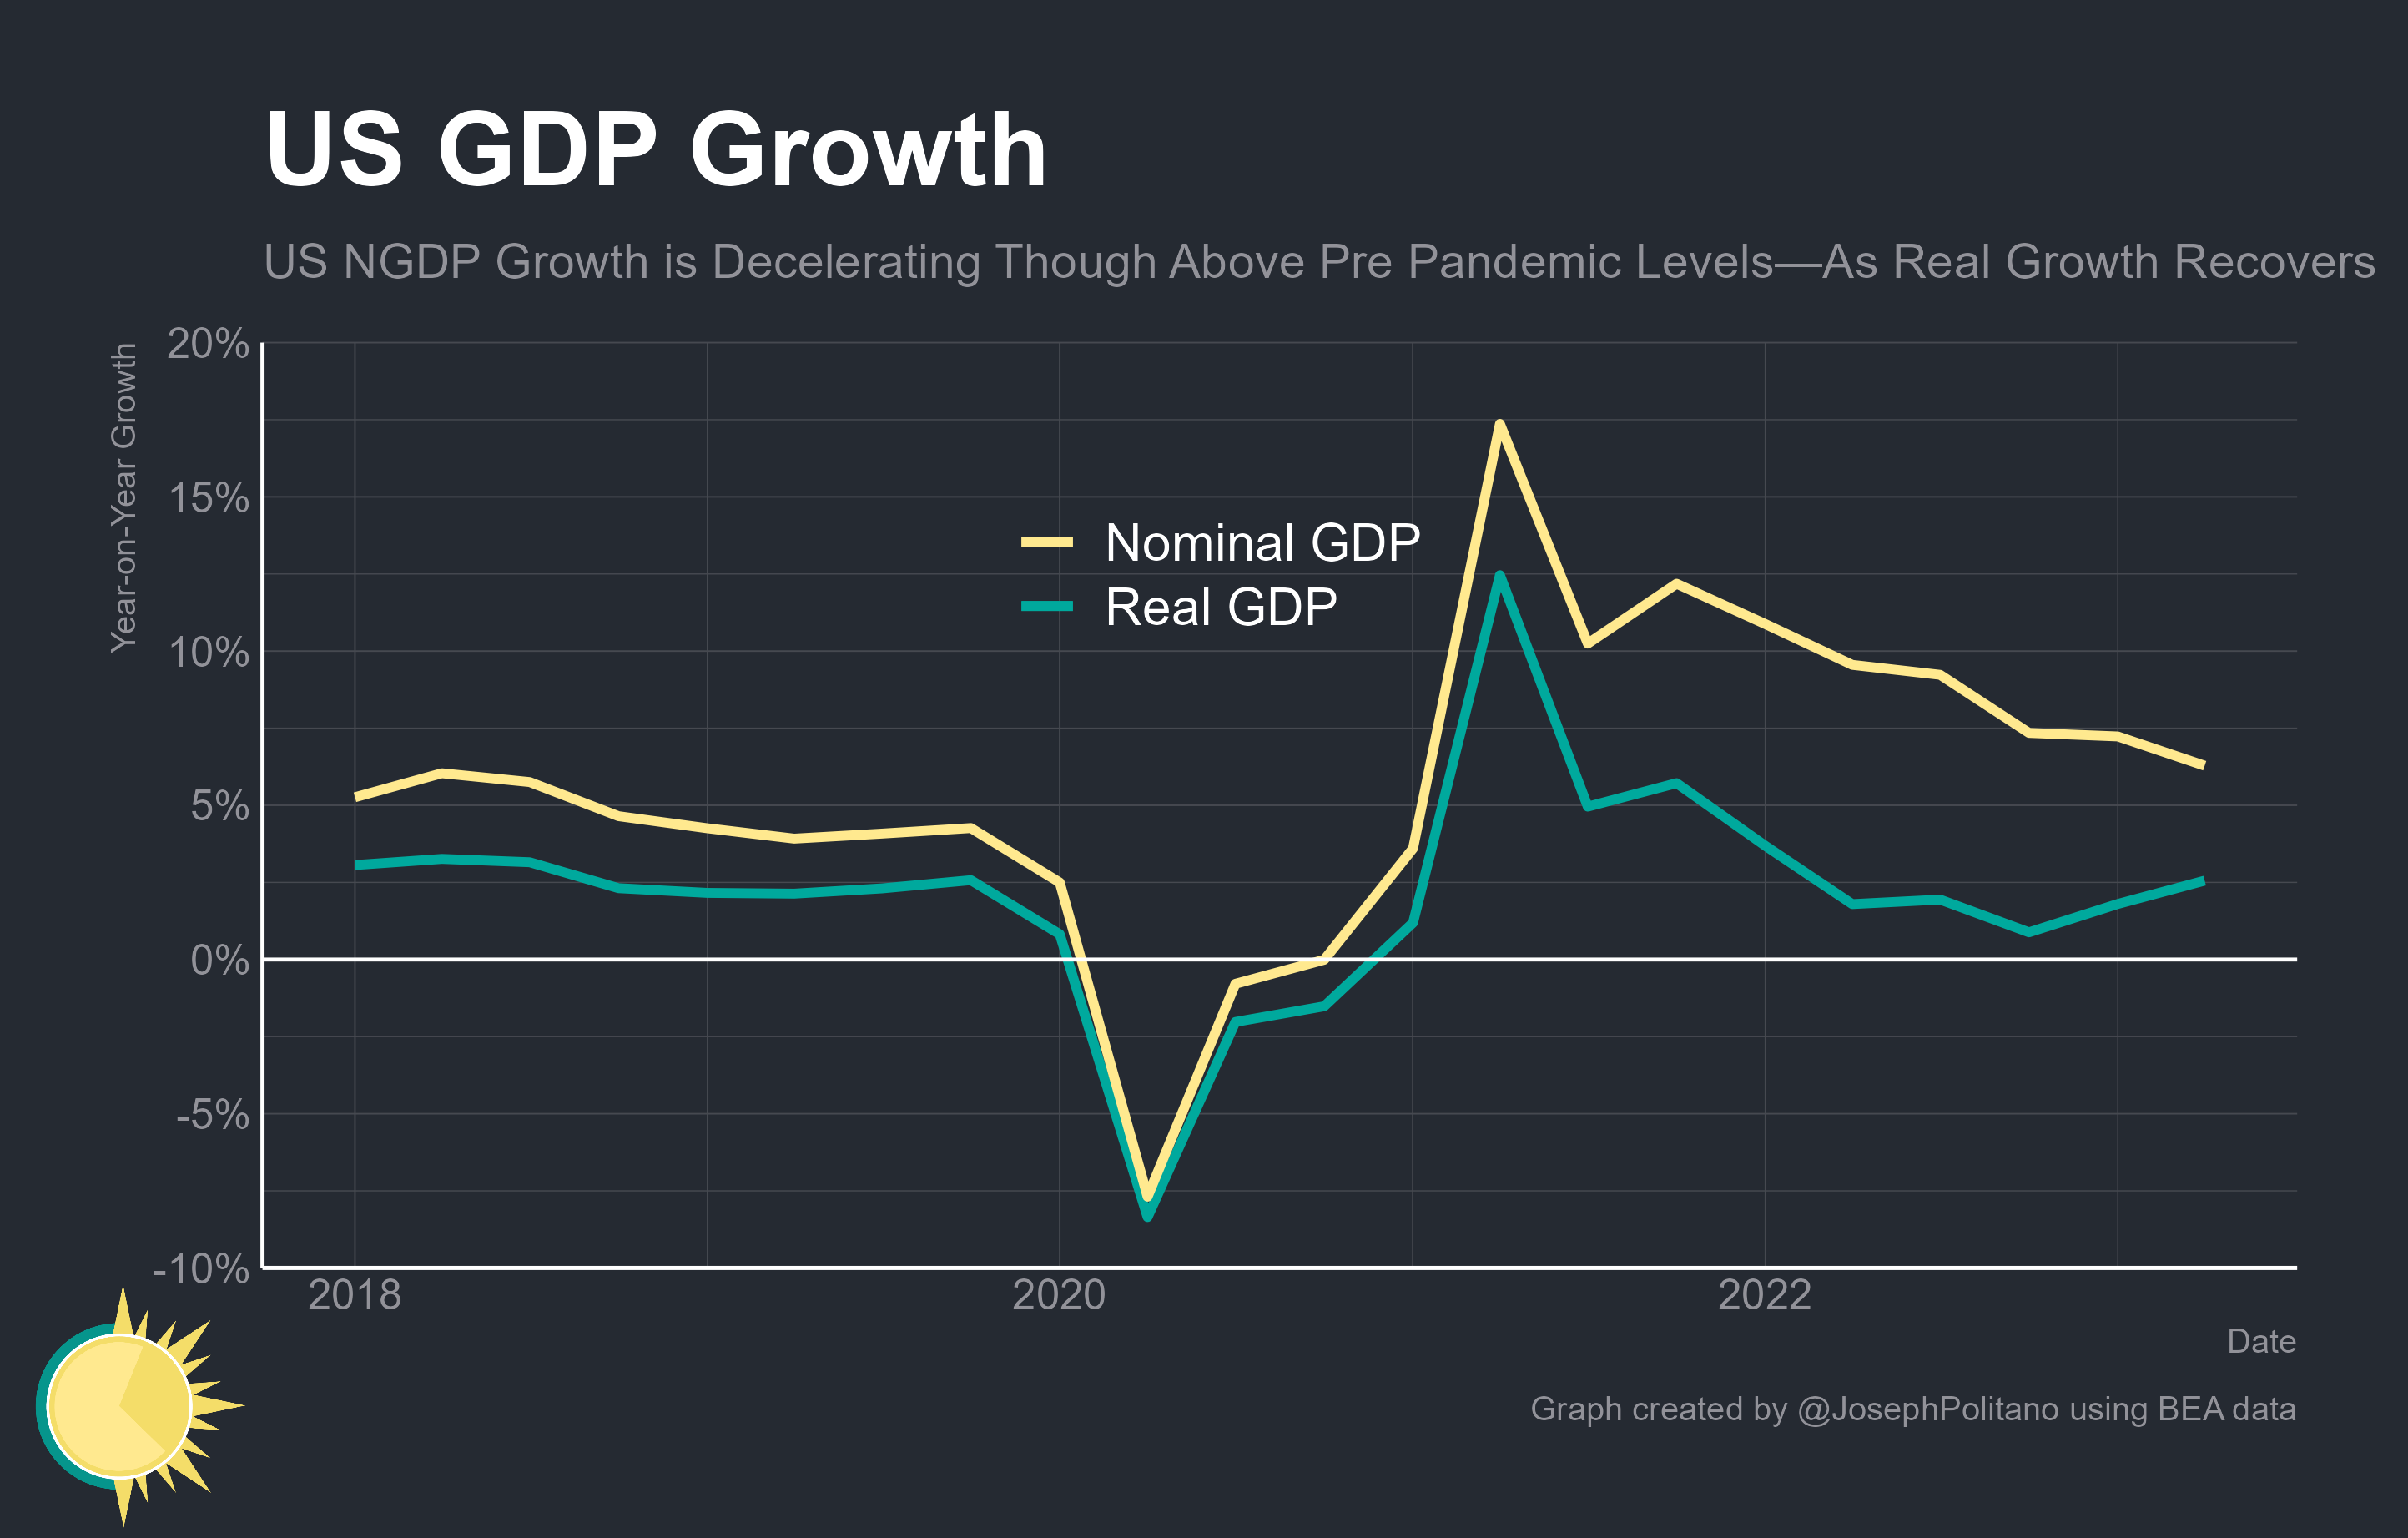 US GDP Growth
US NGDP Growth is Decelerating Though Above Pre Pandemic Levels—As Real Growth Recovers
Year-on-Year Growth
20%
15%
10%
5%
0%
-5%
-10%
Nominal GDP
Real GDP
2018
2020
2022
Date
Graph created by @JosephPolitano using BEA data